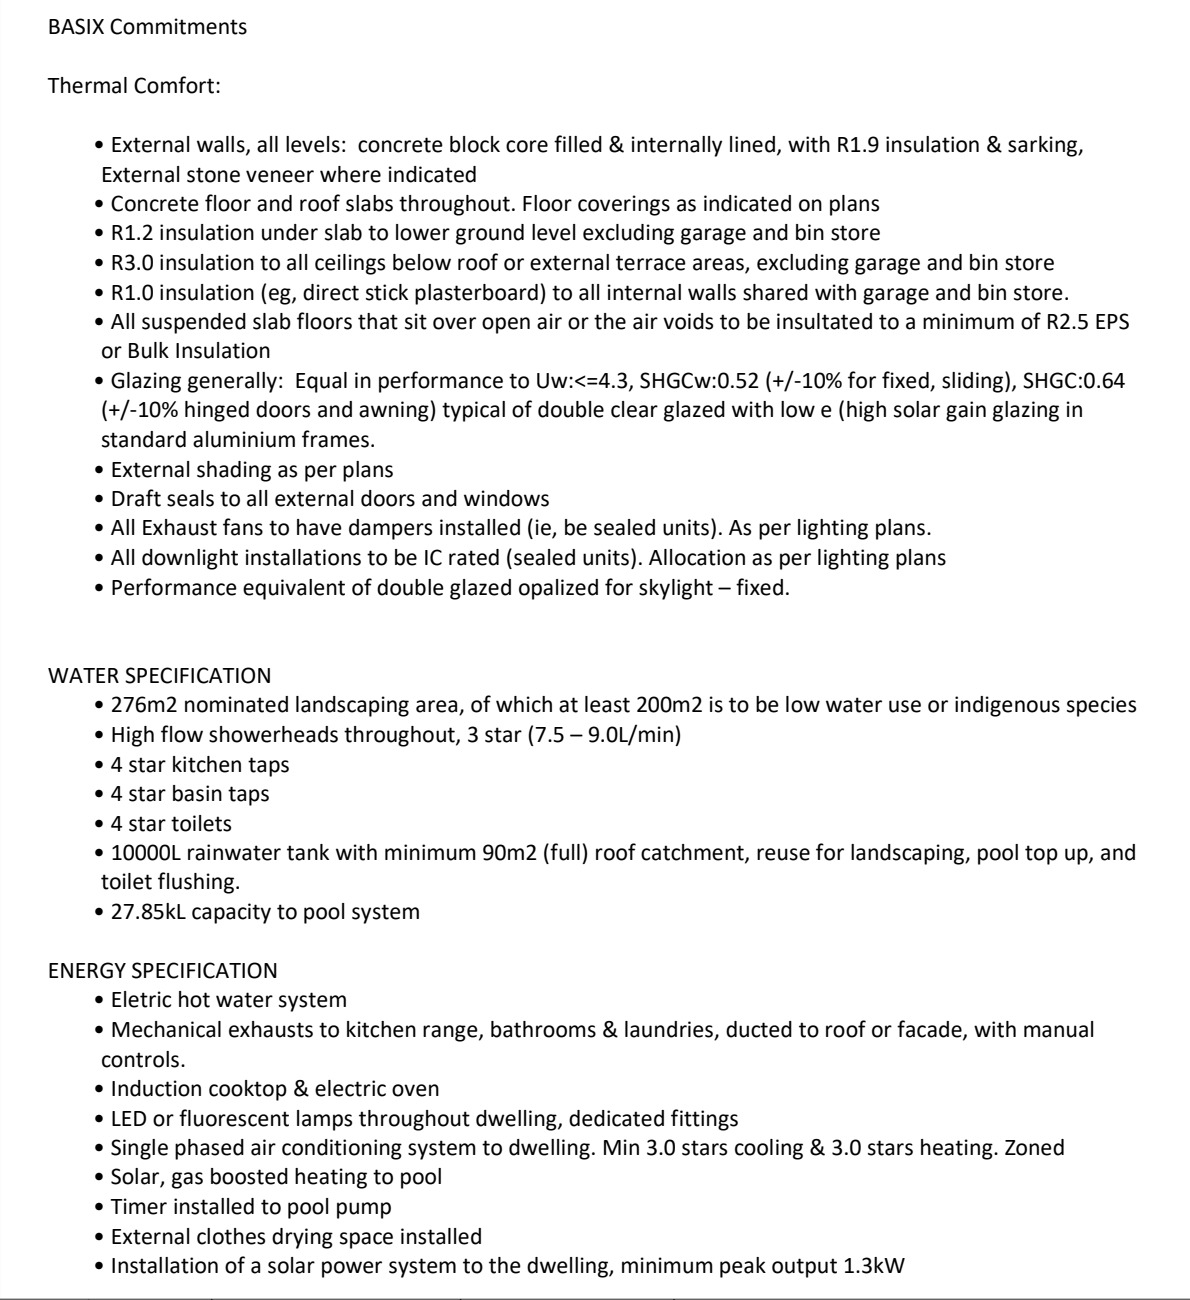 BASIX Commitments
Thermal Comfort:
• External walls, all levels:  concrete block core filled & internally lined, with R1.9 insulation & sarking,
External stone veneer where indicated
• Concrete floor and roof slabs throughout. Floor coverings as indicated on plans
• R1.2 insulation under slab to lower ground level excluding garage and bin store
• R3.0 insulation to all ceilings below roof or external terrace areas, excluding garage and bin store
• R1.0 insulation (eg, direct stick plasterboard) to all internal walls shared with garage and bin store.
• All suspended slab floors that sit over open air or the air voids to be insultated to a minimum of R2.5 EPS
or Bulk Insulation
• Glazing generally:  Equal in performance to Uw:<=4.3, SHGCw:0.52 (+/-10% for fixed, sliding), SHGC:0.64
(+/-10% hinged doors and awning) typical of double clear glazed with low e (high solar gain glazing in
standard aluminium frames.
• External shading as per plans
• Draft seals to all external doors and windows
• All Exhaust fans to have dampers installed (ie, be sealed units). As per lighting plans.
• All downlight installations to be IC rated (sealed units). Allocation as per lighting plans
• Performance equivalent of double glazed opalized for skylight – fixed.
WATER SPECIFICATION
• 276m2 nominated landscaping area, of which at least 200m2 is to be low water use or indigenous species
• High flow showerheads throughout, 3 star (7.5 – 9.0L/min)
• 4 star kitchen taps
• 4 star basin taps
• 4 star toilets
• 10000L rainwater tank with minimum 90m2 (full) roof catchment, reuse for landscaping, pool top up, and
toilet flushing.
• 27.85kL capacity to pool system
ENERGY SPECIFICATION
• Eletric hot water system
• Mechanical exhausts to kitchen range, bathrooms & laundries, ducted to roof or facade, with manual
controls.
• Induction cooktop & electric oven
• LED or fluorescent lamps throughout dwelling, dedicated fittings
• Single phased air conditioning system to dwelling. Min 3.0 stars cooling & 3.0 stars heating. Zoned
• Solar, gas boosted heating to pool
• Timer installed to pool pump
• External clothes drying space installed
• Installation of a solar power system to the dwelling, minimum peak output 1.3kW